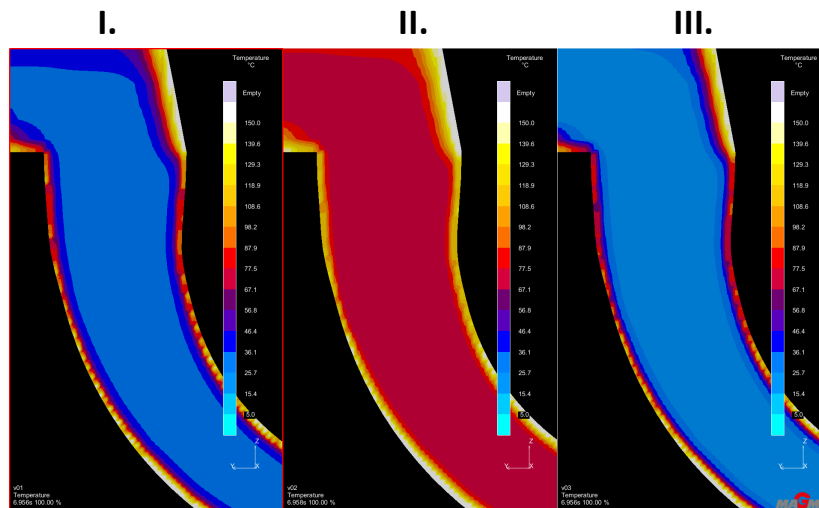 I.
II.
III.
Temperature
°C
Empty
150.0
139.6
129.3
118.9
108.6
98.2
87.9
77.5
67.1
56.8
46.4
36.1
25.7
15.4
5.0
Z
Y
X
v01
Temperature
6.956s 100.00 %
Temperature
°C
Empty
150.0
139.6
129.3
118.9
108.6
98.2
87.9
77.5
67.1
56.8
46.4
36.1
25.7
15.4
5.0
Z
Y
X
v02
Temperature
6.958s 100.00 %
Temperature
°C
Empty
150.0
139.6
129.3
118.9
108.6
98.2
87.9
77.5
67.1
56.8
46.4
36.1
25.7
15.4
5.0
Z
Y
X
v03
Temperature
6.956s 100.00 %
MAGMA